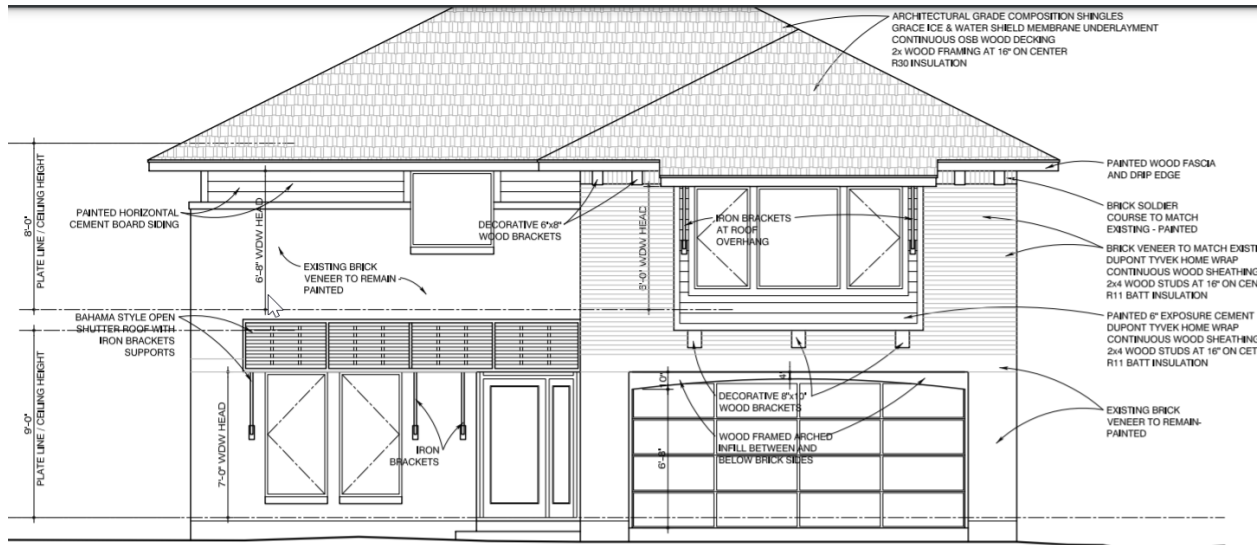 ARCHITECTURAL GRADE COMPOSITION SHINGLES
GRACE ICE & WATER SHIELD MEMBRANE UNDERLAYMENT
CONTINUOUS OSB WOOD DECKING
2x WOOD FRAMING AT 16" ON CENTER
R30 INSULATION
8'-0"
PLATE LINE / CEILING HEIGHT
PAINTED HORIZONTAL
CEMENT BOARD SIDING
6'-8" WDW HEAD
EXISTING BRICK
VENEER TO REMAIN
PAINTED
DECORATIVE 6"x8"
WOOD BRACKETS
WDW HEAD
IRON BRACKETS
AT ROOF
OVERHANG
PAINTED WOOD FASCIA
AND DRIP EDGE
BRICK SOLDIER
COURSE TO MATCH
EXISTING - PAINTED
BRICK VENEER TO MATCH EXISTI
DUPONT TYVEK HOME WRAP
CONTINUOUS WOOD SHEATHING
2x4 WOOD STUDS AT 16" ON CEN
R11 BATT INSULATION
PAINTED 6" EXPOSURE CEMENT
DUPONT TYVEK HOME WRAP
CONTINUOUS WOOD SHEATHING
2x4 WOOD STUDS AT 16" ON CET
R11 BATT INSULATION
BAHAMA STYLE OPEN
SHUTTER ROOF WITH
IRON BRACKETS
SUPPORTS
9'-0"
PLATE LINE / CEILING HEIGHT
7'-0" WDW HEAD
IRON
BRACKETS
10"
4"
6'-8"
DECORATIVE 8"x10"
WOOD BRACKETS
WOOD FRAMED ARCHED
INFILL BETWEEN AND
BELOW BRICK SIDES
EXISTING BRICK
VENEER TO REMAIN-
PAINTED